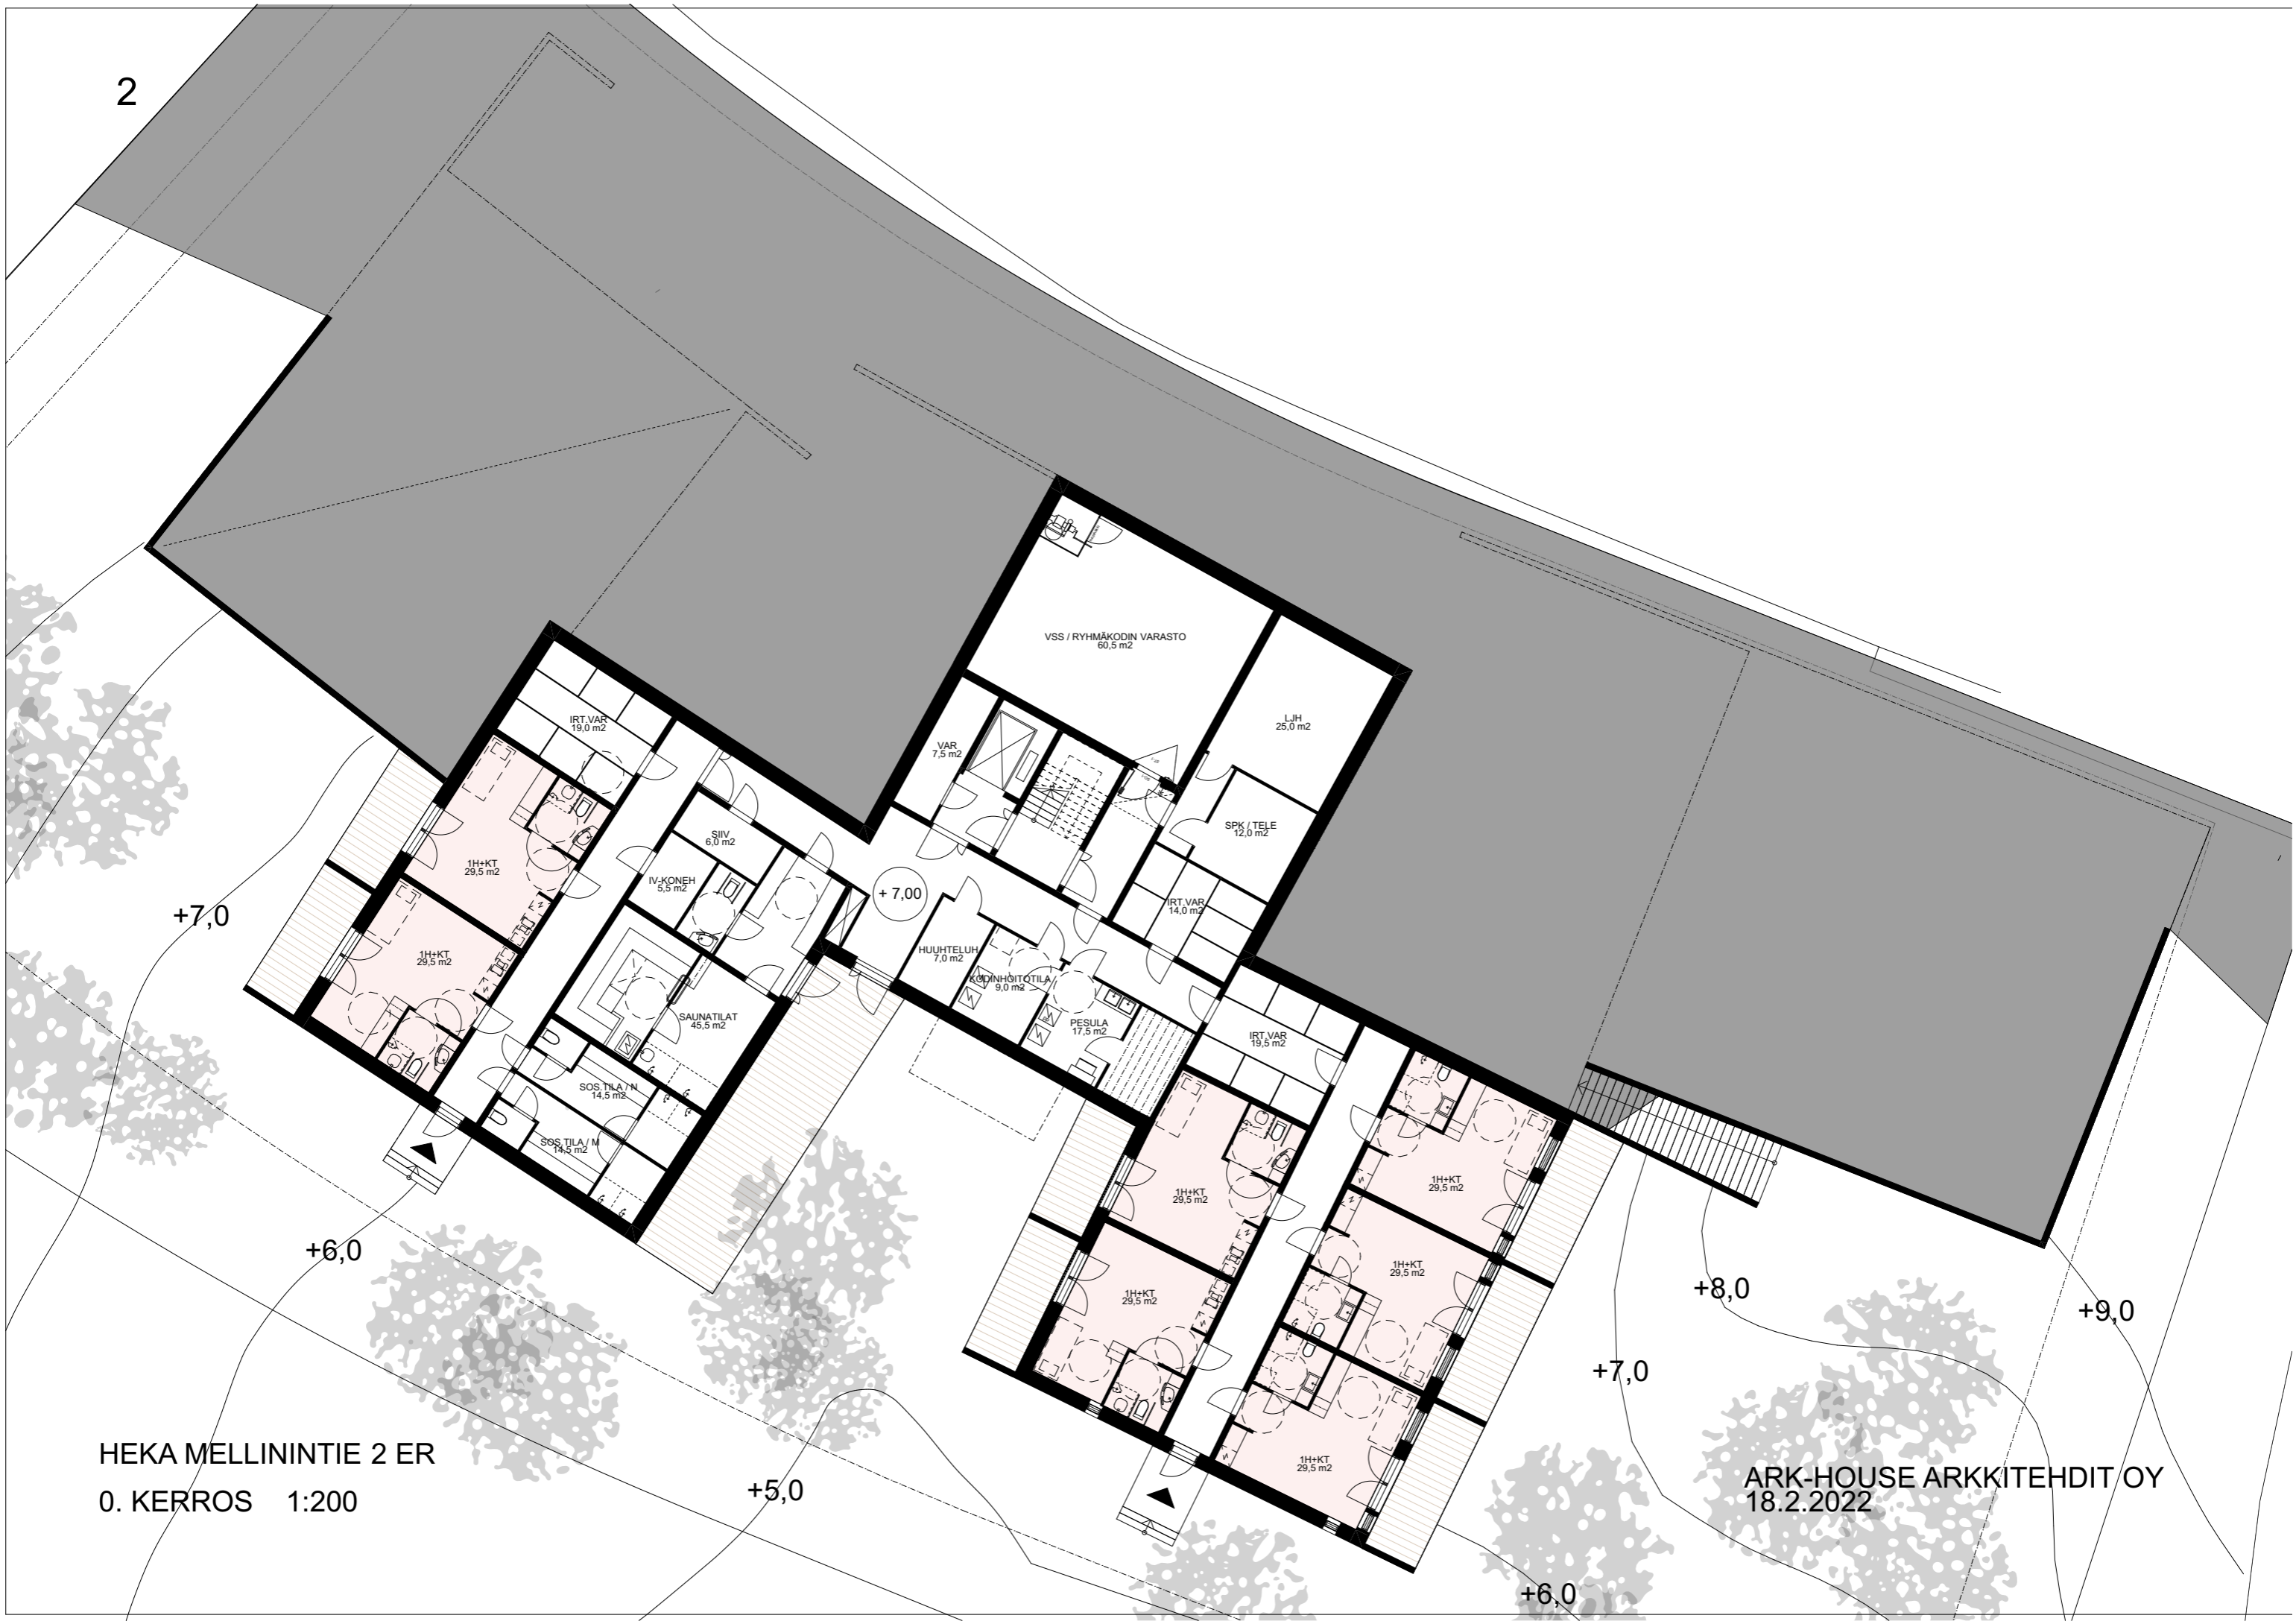 2
VSS / RYHMÄKODIN VARASTO
60,5 m2
LJH
25,0 m2
IRT.VAR
19,0 m2
VAR
7,5 m2
SPK / TELE
12,0 m2
SIIV
6,0 m2
1H+KT
29,5 m2
IV-KONEH
5,5 m2
+ 7,00
IRT.VAR
14,0 m2
+7,0
1H+KT
29,5 m2
HUUHTELUH
7,0 m2
KODINHOITOTILA
9,0 m2
SAUNATILAT
45,5 m2
PESULA
17,5 m2
IRT.VAR
19,5 m2
SOS.TILA / N
14,5 m2
SOS.TILA / M
14,5 m2
1H+KT
29,5 m2
1H+KT
29,5 m2
+6,0
1H+KT
29,5 m2
1H+KT
29,5 m2
+8,0
+9,0
+7,0
1H+KT
29,5 m2
HEKA MELLININTIE 2 ER
0. KERROS 1:200
+5,0
ARK-HOUSE ARKKITEHDIT OY
18.2.2022
+6,0